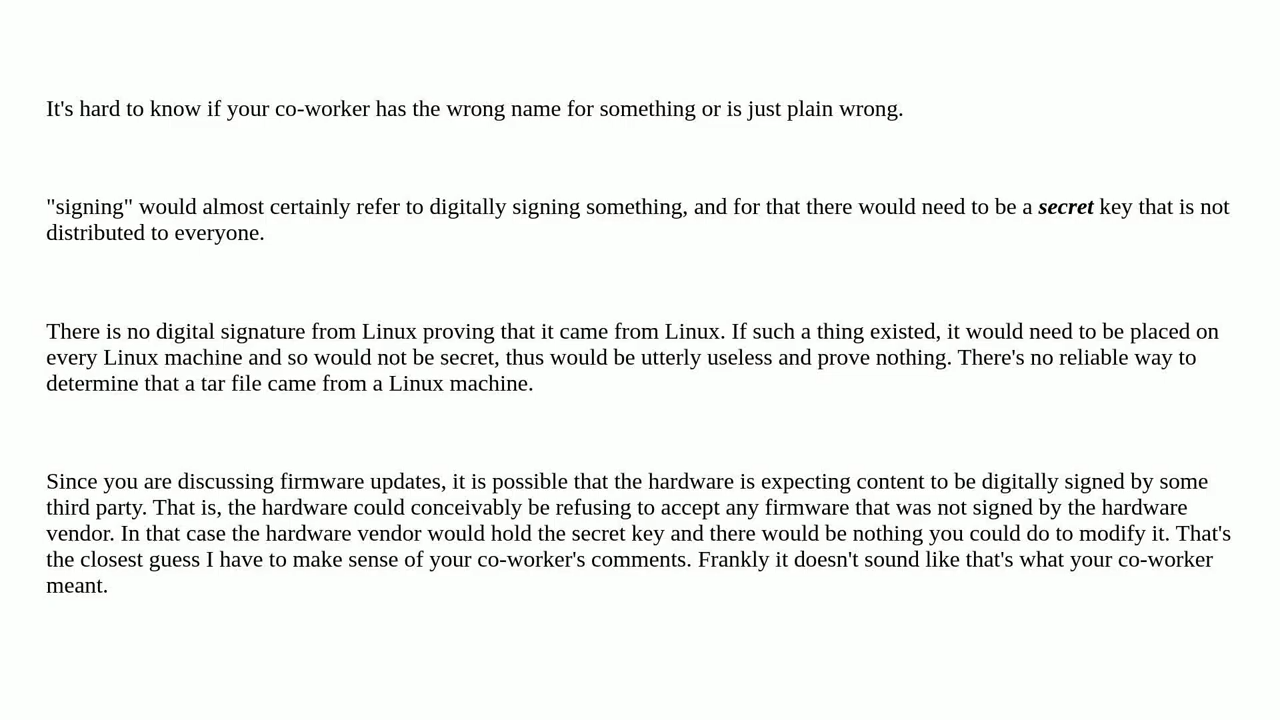 It's hard to know if your co-worker has the wrong name for something or is just plain wrong.
"signing" would almost certainly refer to digitally signing something, and for that there would need to be a secret key that is not
distributed to everyone.
There is no digital signature from Linux proving that it came from Linux. If such a thing existed, it would need to be placed on
every Linux machine and so would not be secret, thus would be utterly useless and prove nothing. There's no reliable way to
determine that a tar file came from a Linux machine.
Since you are discussing firmware updates, it is possible that the hardware is expecting content to be digitally signed by some
third party. That is, the hardware could conceivably be refusing to accept any firmware that was not signed by the hardware
vendor. In that case the hardware vendor would hold the secret key and there would be nothing you could do to modify it. That's
the closest guess I have to make sense of your co-worker's comments. Frankly it doesn't sound like that's what your co-worker
meant.